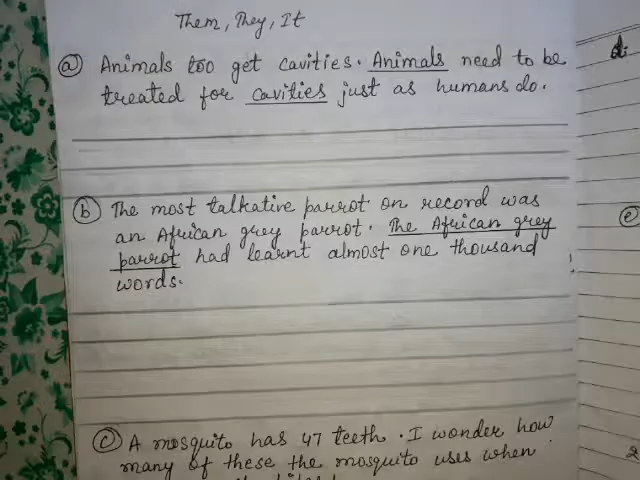 Them, They, It
(a) Animals too get cavities. Animals need to be
treated for cavities just as humans do.
(b) The most talkative parrot on record was
an African grey parrot. The African grey
parrot had learnt almost one thousand
words.
(c) A mosquito has 47 teeth. I wonder how
many of these the mosquito uses when
d.
(e)